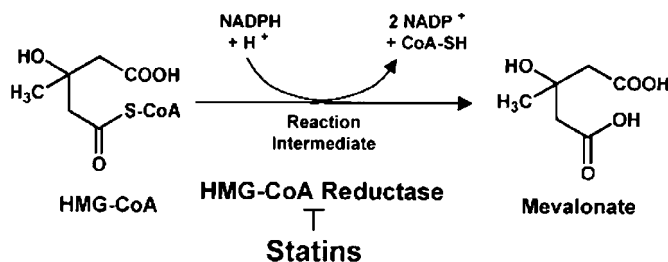 NADPH
+ H⁺
2 NADP⁺
+ CoA-SH
HO
COOH
H₃C
S-CoA
O
HMG-CoA
Reaction
Intermediate
HMG-CoA Reductase
Statins
HO
COOH
H₃C
OH
O
Mevalonate